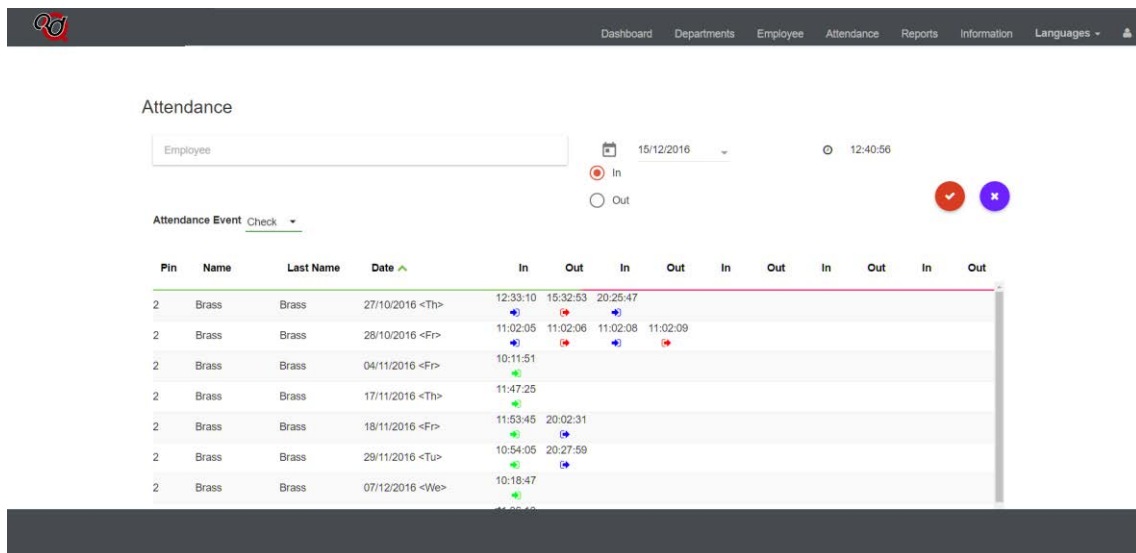 Dashboard Departments Employee Attendance Reports Information Languages
Attendance
Employee
15/12/2016
12:40:56
In
Out
Attendance Event Check
Pin Name Last Name Date In Out In Out In Out In Out In Out
2 Brass Brass 27/10/2016 <Th> 12:33:10 15:32:53 20:25:47
2 Brass Brass 28/10/2016 <Fr> 11:02:05 11:02:06 11:02:08 11:02:09
2 Brass Brass 04/11/2016 <Fr> 10:11:51
2 Brass Brass 17/11/2016 <Th> 11:47:25
2 Brass Brass 18/11/2016 <Fr> 11:53:45 20:02:31
2 Brass Brass 29/11/2016 <Tu> 10:54:05 20:27:59
2 Brass Brass 07/12/2016 <We> 10:18:47